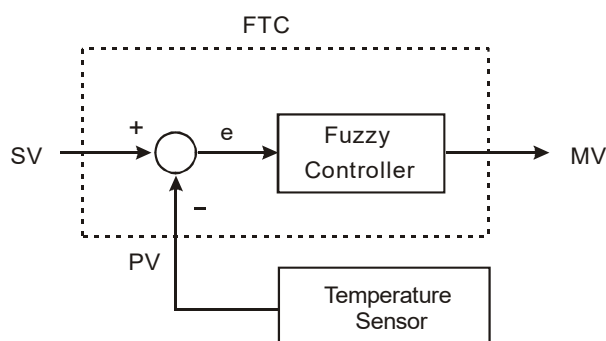 FTC
+
e
Fuzzy
Controller
SV
MV
−
PV
Temperature
Sensor